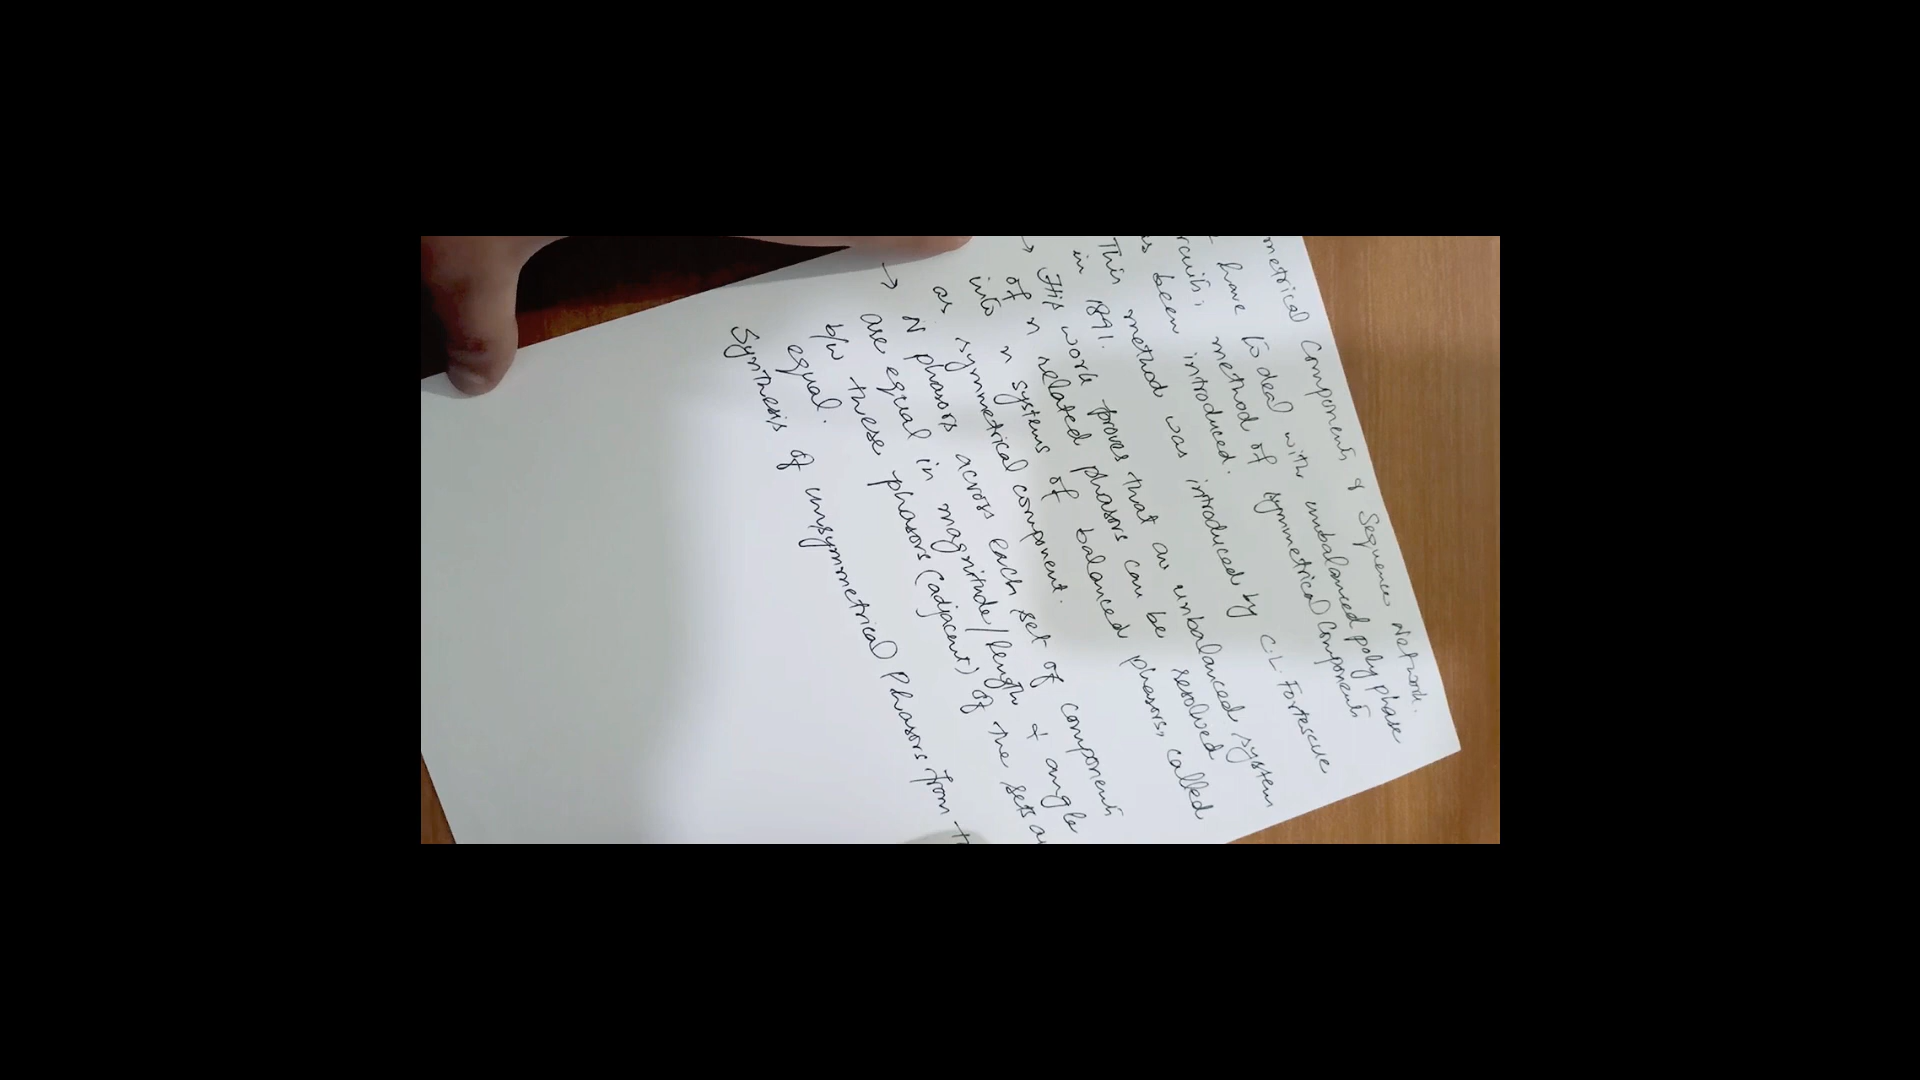 metrical Components & Sequence Network.
have to deal with unbalanced polyphase
rcuits, method of symmetrical Components
as been introduced.
This method was introduced by C.L. Fortescue
in 1891.
→ His work proves that an unbalanced system
of n related phasors can be resolved
into n systems of balanced phasors, called
as symmetrical component.
→ N phasors across each set of components
are equal in magnitude/length & angle
b/w these phasors (adjacent) of the sets a
equal.
Synthesis of unsymmetrical Phasors from t